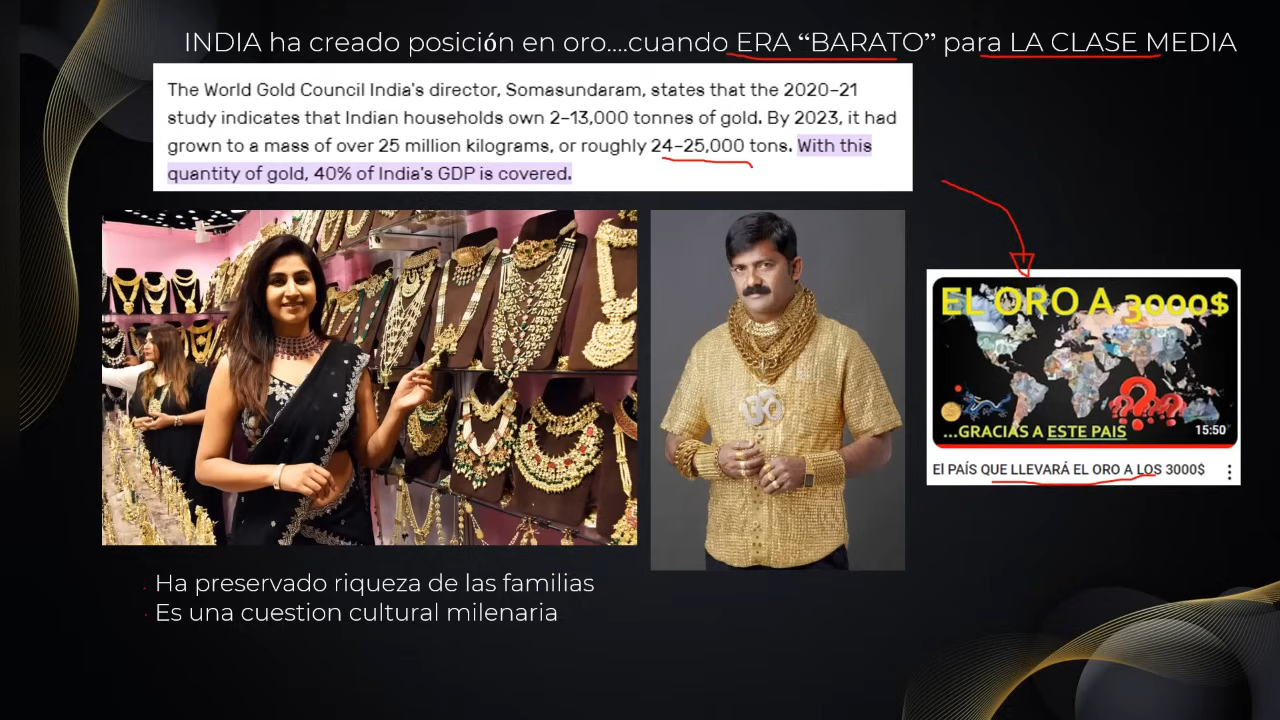 INDIA ha creado posición en oro....cuando ERA “BARATO” para LA CLASE MEDIA
The World Gold Council India's director, Somasundaram, states that the 2020–21
study indicates that Indian households own 2–13,000 tonnes of gold. By 2023, it had
grown to a mass of over 25 million kilograms, or roughly 24–25,000 tons. With this
quantity of gold, 40% of India's GDP is covered.
EL ORO A 3000$
...GRACIAS A ESTE PAIS
15:50
El PAÍS QUE LLEVARÁ EL ORO A LOS 3000$
Ha preservado riqueza de las familias
Es una cuestion cultural milenaria